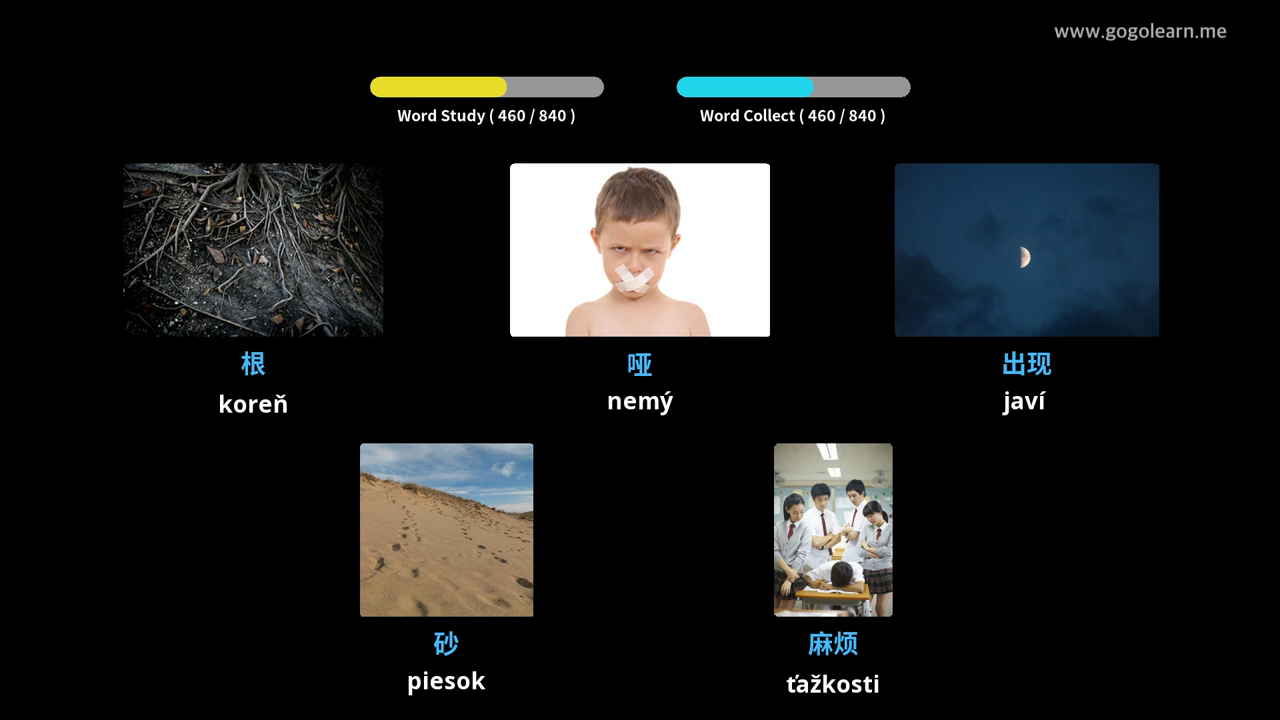 www.gogolearn.me
Word Study ( 460 / 840 )
Word Collect ( 460 / 840 )
根
koreň
哑
nemý
出现
javí
砂
piesok
麻烦
ťažkosti